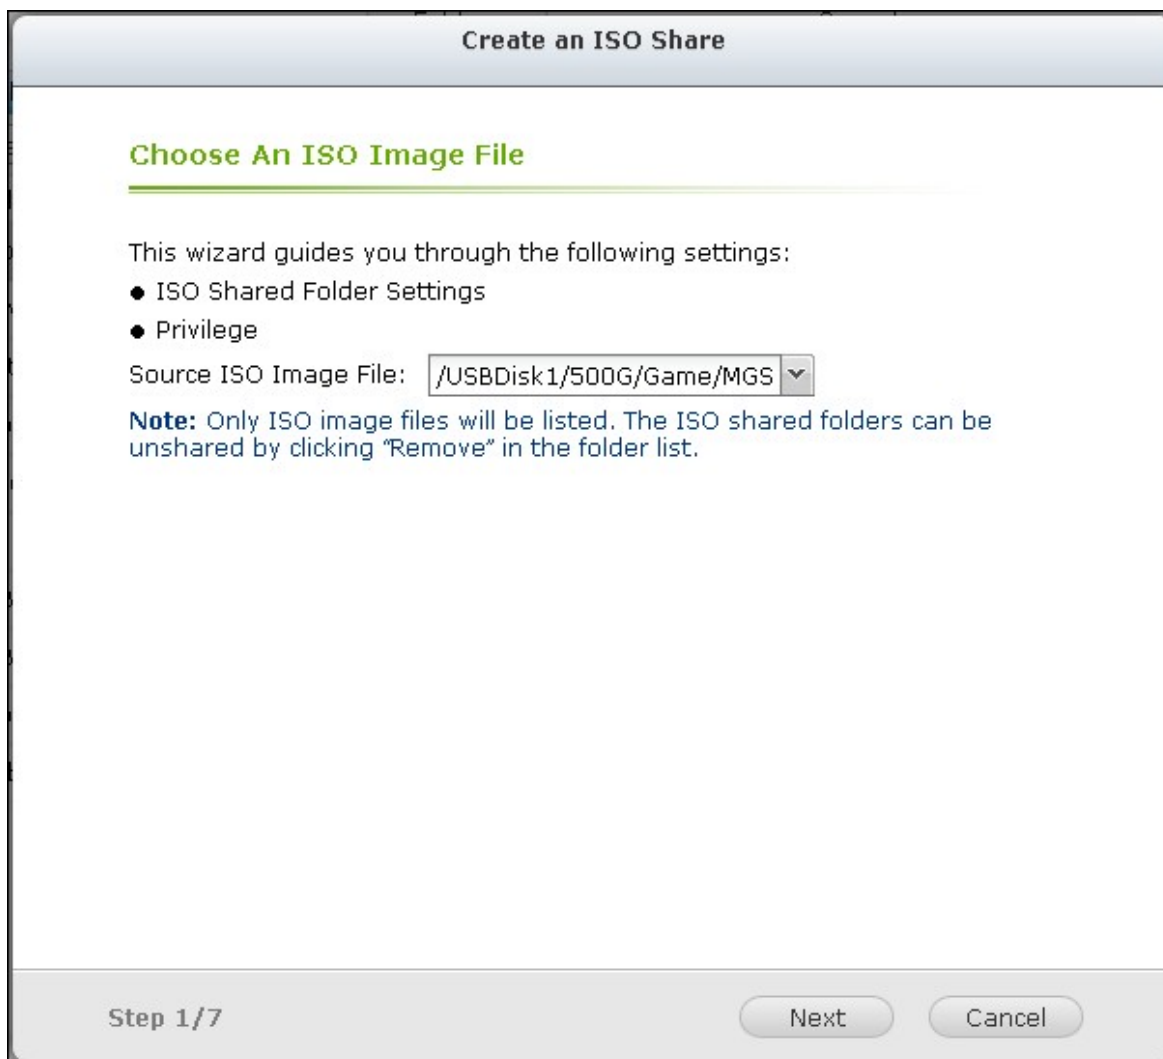 Create an ISO Share
Choose An ISO Image File
This wizard guides you through the following settings:
● ISO Shared Folder Settings
● Privilege
Source ISO Image File: /USBDisk1/500G/Game/MGS
Note: Only ISO image files will be listed. The ISO shared folders can be
unshared by clicking “Remove” in the folder list.
Step 1/7 Next Cancel